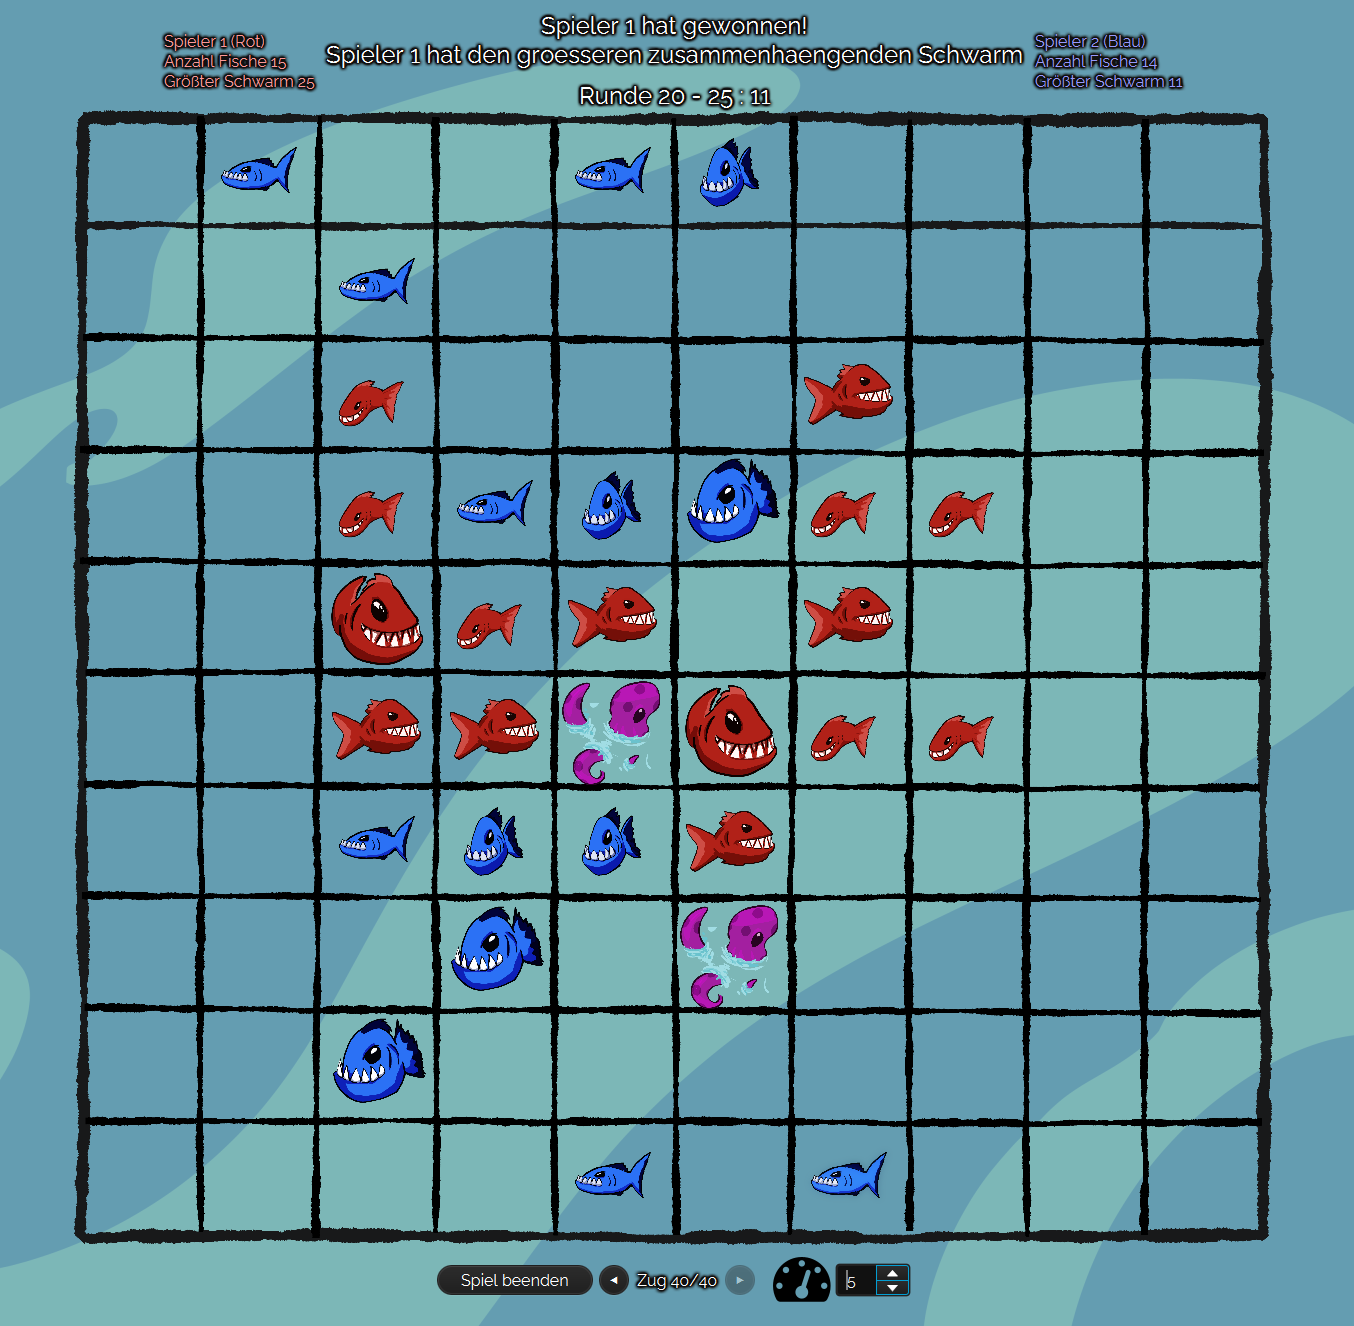 Spieler 1 hat gewonnen!
Spieler 1 hat den groesseren zusammenhaengenden Schwarm
Runde 20 - 25 : 11
Spieler 1 (Rot)
Anzahl Fische 15
Größter Schwarm 25
Spieler 2 (Blau)
Anzahl Fische 14
Größter Schwarm 11
Spiel beenden
Zug 40/40
5